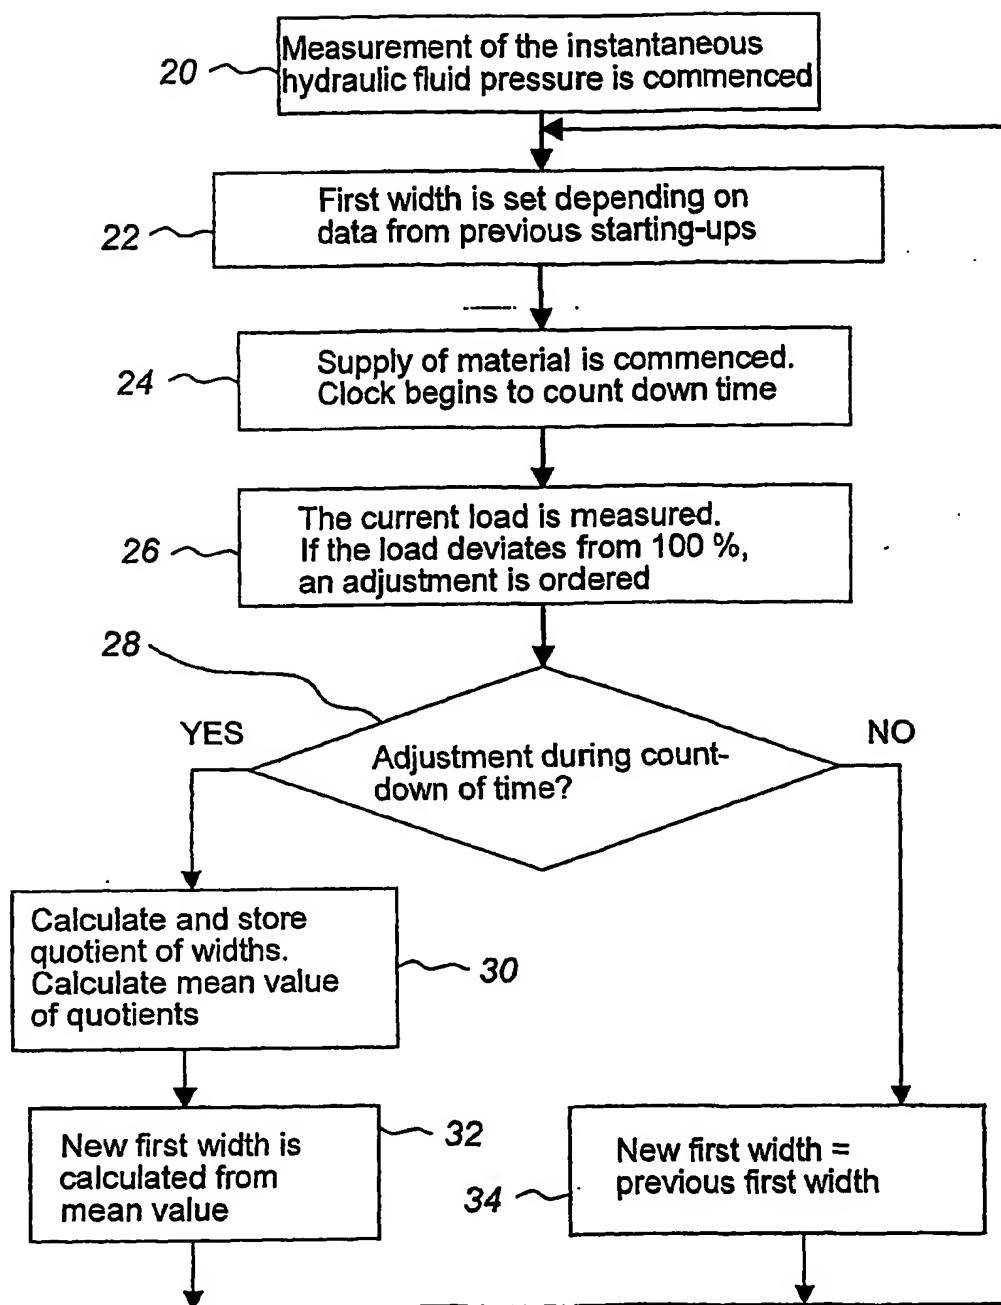 20
Measurement of the instantaneous
hydraulic fluid pressure is commenced
22
First width is set depending on
data from previous starting-ups
24
Supply of material is commenced.
Clock begins to count down time
26
The current load is measured.
If the load deviates from 100 %,
an adjustment is ordered
28
YES
NO
Adjustment during count-
down of time?
Calculate and store
quotient of widths.
Calculate mean value
of quotients
30
New first width is
calculated from
mean value
32
34
New first width =
previous first width